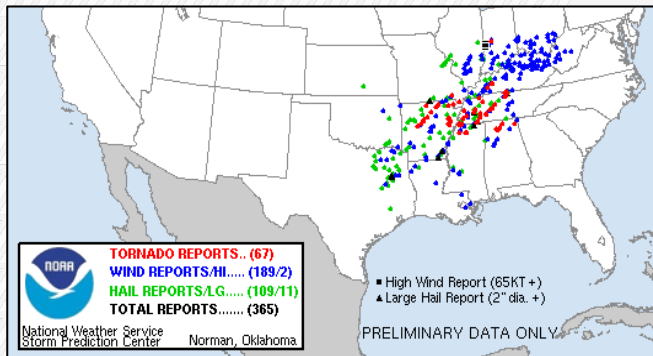 TORNADO REPORTS.. (67)
WIND REPORTS/HI..... (189/2)
HAIL REPORTS/LG..... (109/11)
TOTAL REPORTS....... (365)
NOAA
National Weather Service
Storm Prediction Center Norman, Oklahoma
High Wind Report (65KT +)
Large Hail Report (2" dia. +)
PRELIMINARY DATA ONLY